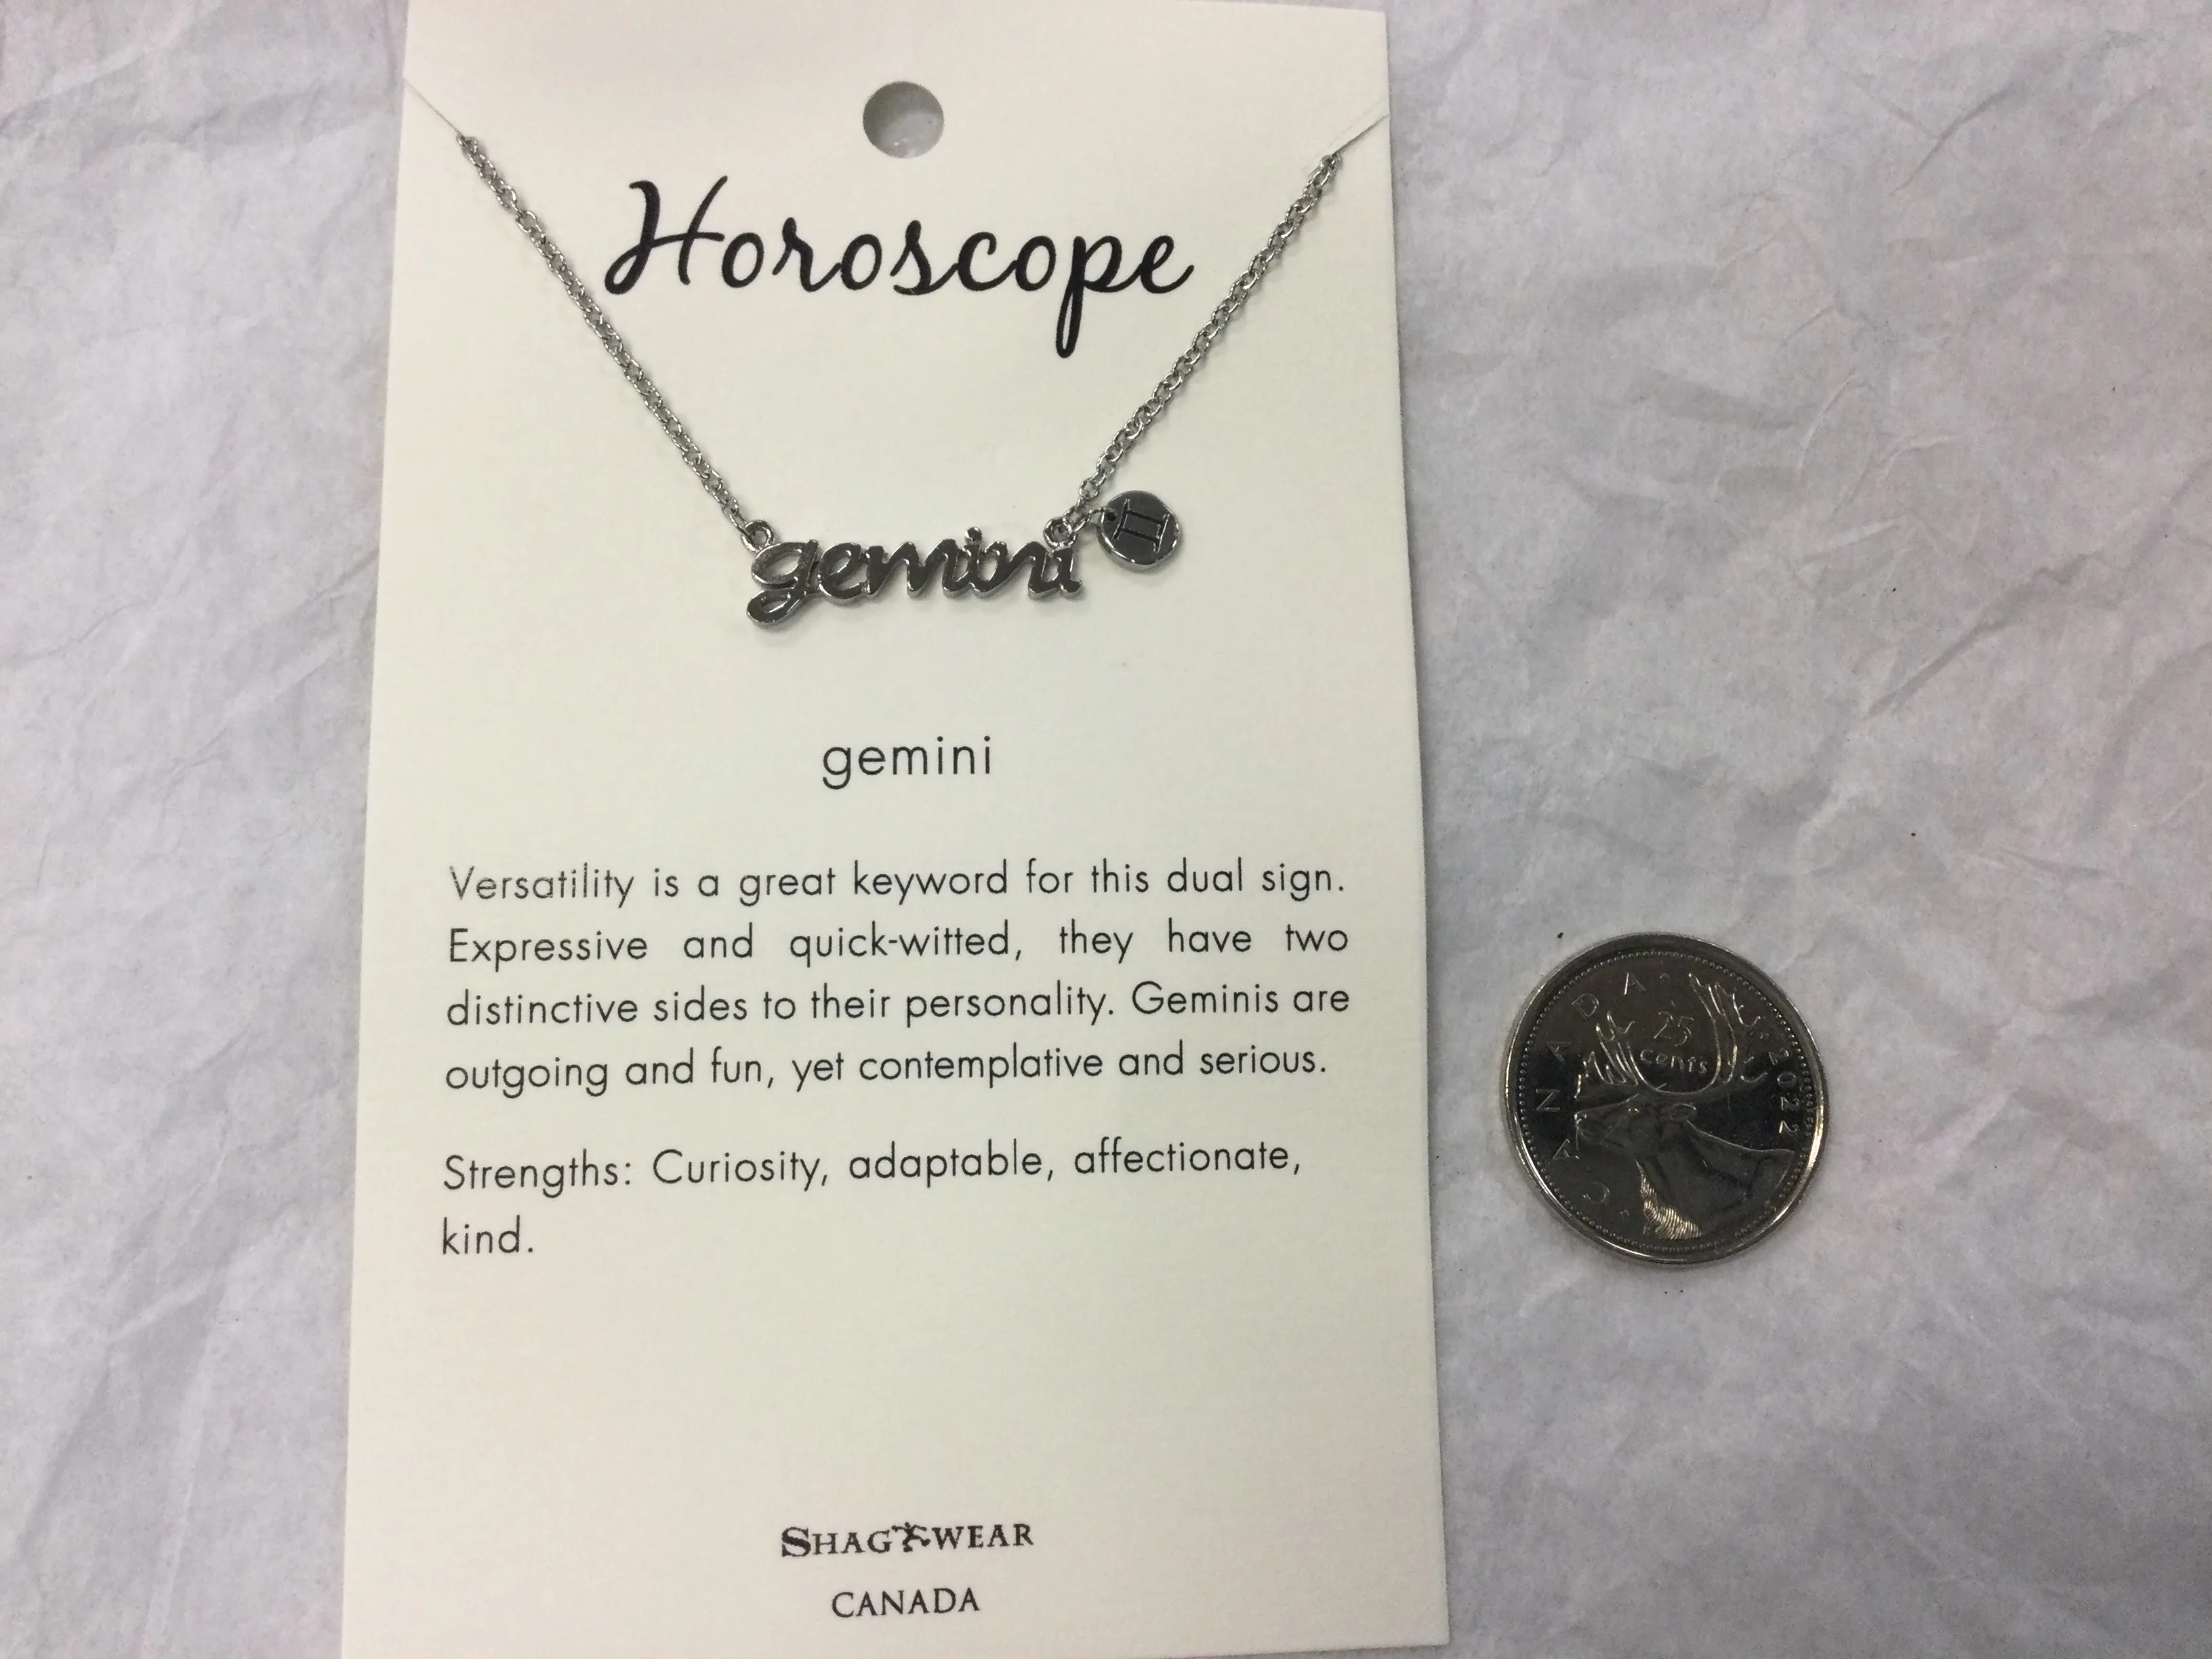 Horoscope
gemini
gemini
Versatility is a great keyword for this dual sign.
Expressive and quick-witted, they have two
distinctive sides to their personality. Geminis are
outgoing and fun, yet contemplative and serious.
Strengths: Curiosity, adaptable, affectionate,
kind.
SHAGWEAR
CANADA
CANADA 2022
25
cents